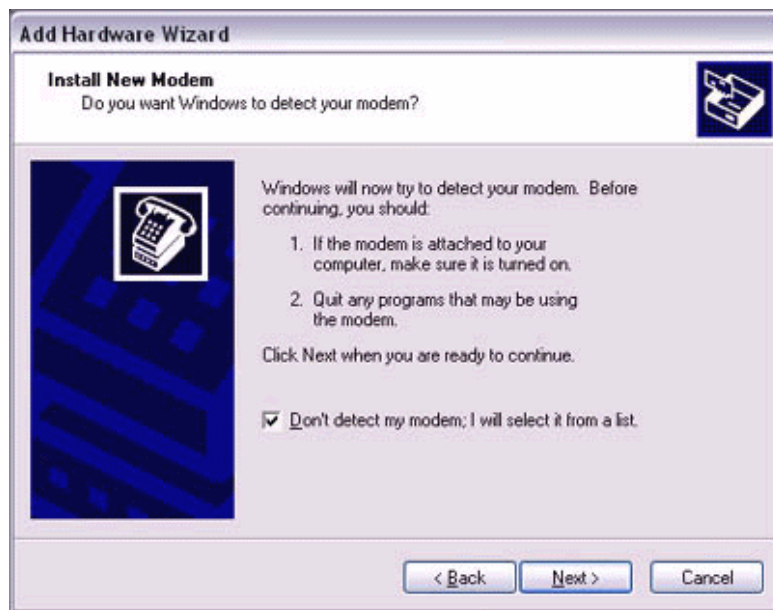 Add Hardware Wizard
Install New Modem
Do you want Windows to detect your modem?
Windows will now try to detect your modem. Before
continuing, you should:
1. If the modem is attached to your
computer, make sure it is turned on.
2. Quit any programs that may be using
the modem.
Click Next when you are ready to continue.
Don't detect my modem; I will select it from a list.
< Back Next > Cancel